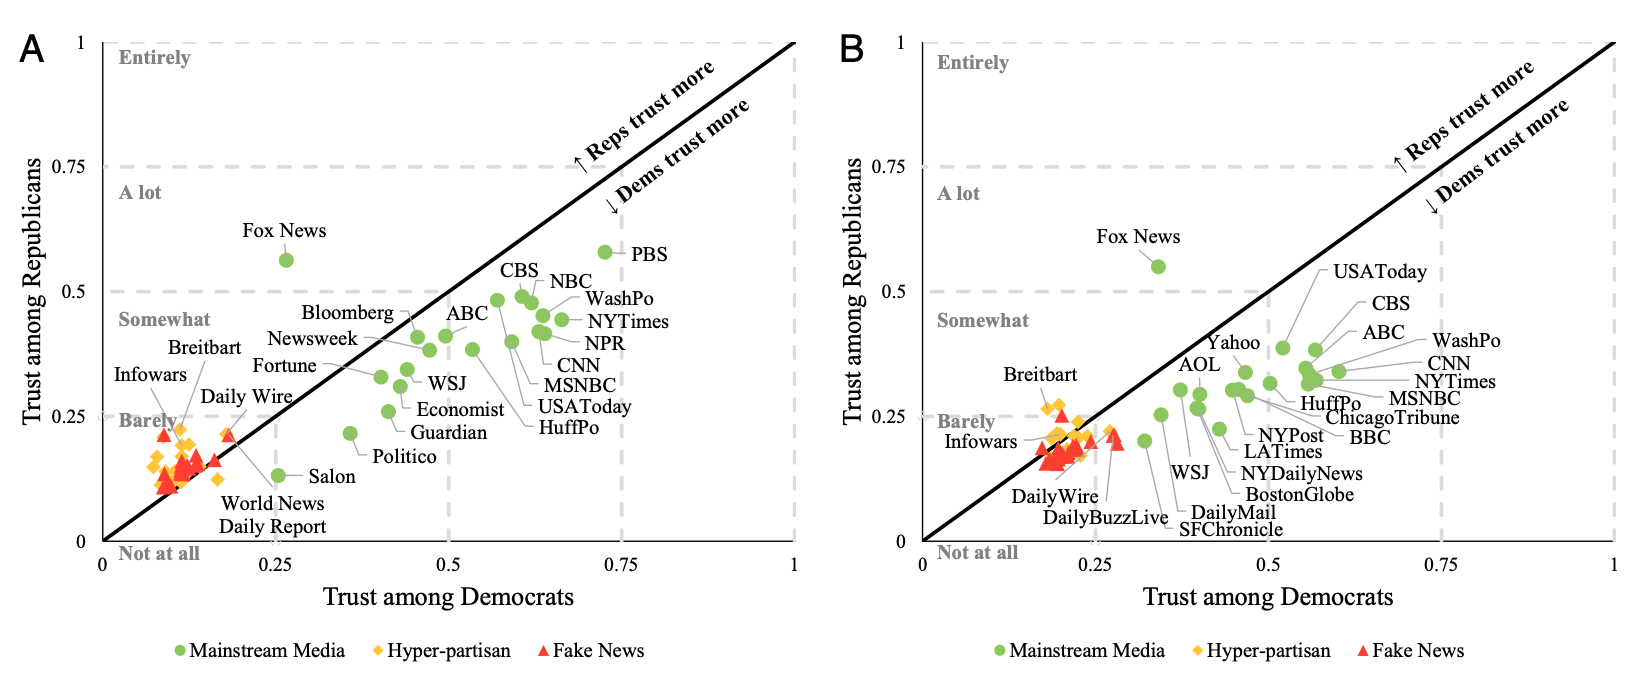 A
1
Entirely
↑ Reps trust more
↓ Dems trust more
0.75
A lot
Fox News
PBS
CBS
NBC
0.5
WashPo
Bloomberg
ABC
NYTimes
Somewhat
Newsweek
NPR
Breitbart
Fortune
CNN
Infowars
WSJ
MSNBC
Daily Wire
Economist
USAToday
0.25
Barely
Guardian
HuffPo
Politico
Salon
World News
Daily Report
0
Not at all
0
0.25
0.5
0.75
1
Trust among Republicans
Trust among Democrats
Mainstream Media
Hyper-partisan
Fake News
B
1
Entirely
↑ Reps trust more
↓ Dems trust more
0.75
A lot
Fox News
USAToday
0.5
CBS
Somewhat
ABC
Yahoo
WashPo
AOL
CNN
Breitbart
NYTimes
MSNBC
HuffPo
0.25
Barely
ChicagoTribune
Infowars
NYPost
BBC
LATimes
WSJ
NYDailyNews
DailyWire
BostonGlobe
DailyBuzzLive
DailyMail
SFChronicle
0
Not at all
0
0.25
0.5
0.75
1
Trust among Republicans
Trust among Democrats
Mainstream Media
Hyper-partisan
Fake News